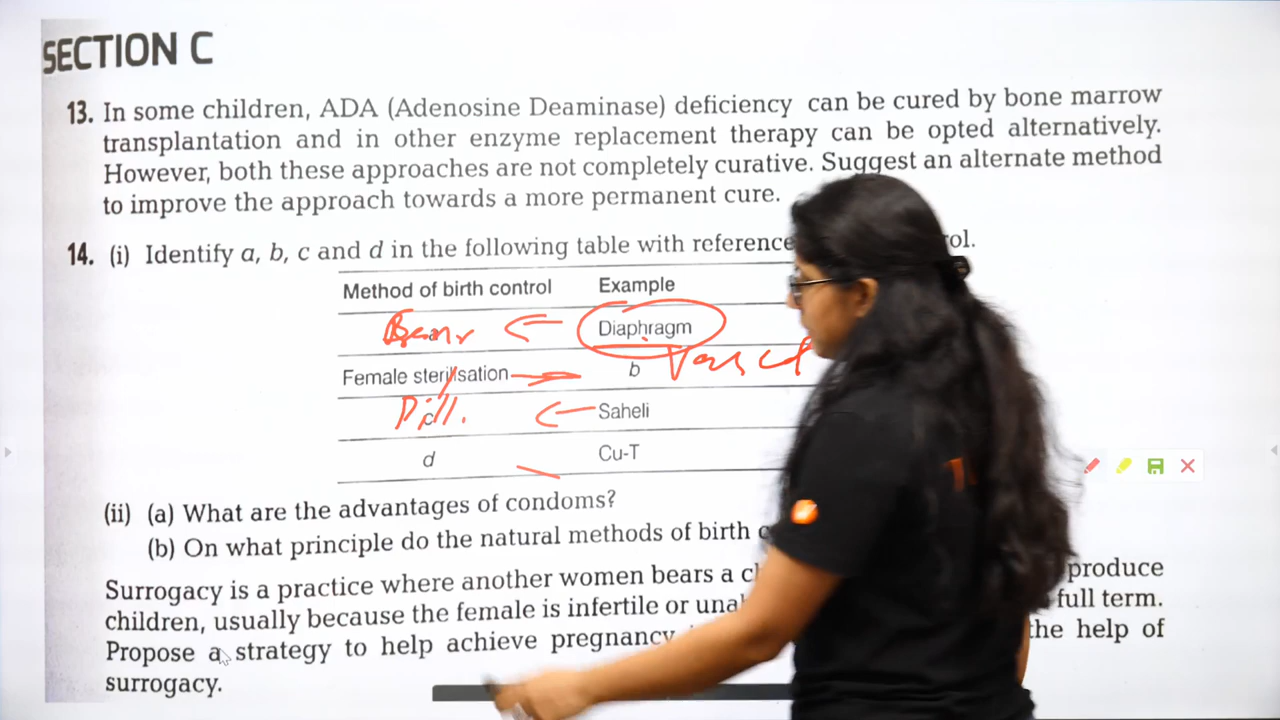 SECTION C
13. In some children, ADA (Adenosine Deaminase) deficiency can be cured by bone marrow
transplantation and in other enzyme replacement therapy can be opted alternatively.
However, both these approaches are not completely curative. Suggest an alternate method
to improve the approach towards a more permanent cure.
14. (i) Identify a, b, c and d in the following table with reference
Method of birth control Example
Diaphragm
Female sterilisation b
Pill. c Saheli
d Cu-T
(ii) (a) What are the advantages of condoms?
(b) On what principle do the natural methods of birth
Surrogacy is a practice where another women bears a produce
children, usually because the female is infertile or full term.
Propose a strategy to help achieve pregnancy the help of
surrogacy.